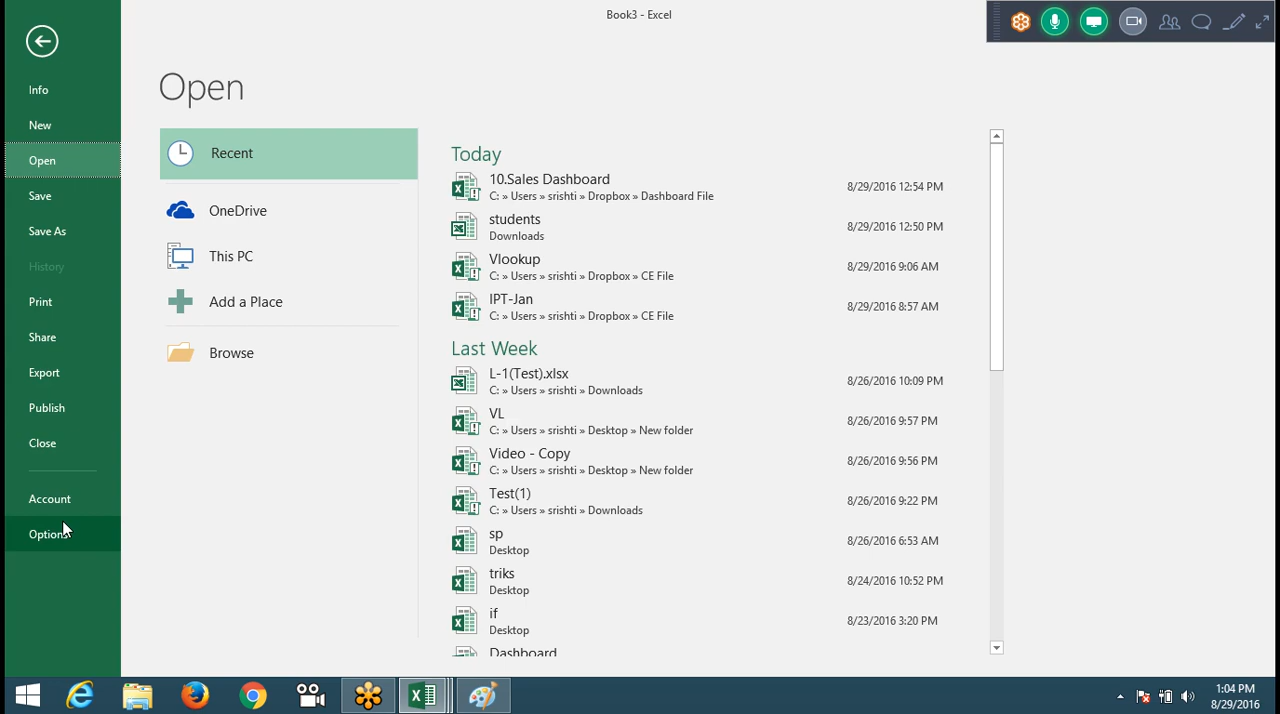 Book3 - Excel
Info
New
Open
Save
Save As
History
Print
Share
Export
Publish
Close
Account
Options
Open
Recent
OneDrive
This PC
Add a Place
Browse
Today
10.Sales Dashboard 8/29/2016 12:54 PM
C: » Users » srishti » Dropbox » Dashboard File
students 8/29/2016 12:50 PM
Downloads
Vlookup 8/29/2016 9:06 AM
C: » Users » srishti » Dropbox » CE File
IPT-Jan 8/29/2016 8:57 AM
C: » Users » srishti » Dropbox » CE File
Last Week
L-1(Test).xlsx 8/26/2016 10:09 PM
C: » Users » srishti » Downloads
VL 8/26/2016 9:57 PM
C: » Users » srishti » Desktop » New folder
Video - Copy 8/26/2016 9:56 PM
C: » Users » srishti » Desktop » New folder
Test(1) 8/26/2016 9:22 PM
C: » Users » srishti » Downloads
sp 8/26/2016 6:53 AM
Desktop
triks 8/24/2016 10:52 PM
Desktop
if 8/23/2016 3:20 PM
Desktop
Dashboard
1:04 PM
8/29/2016